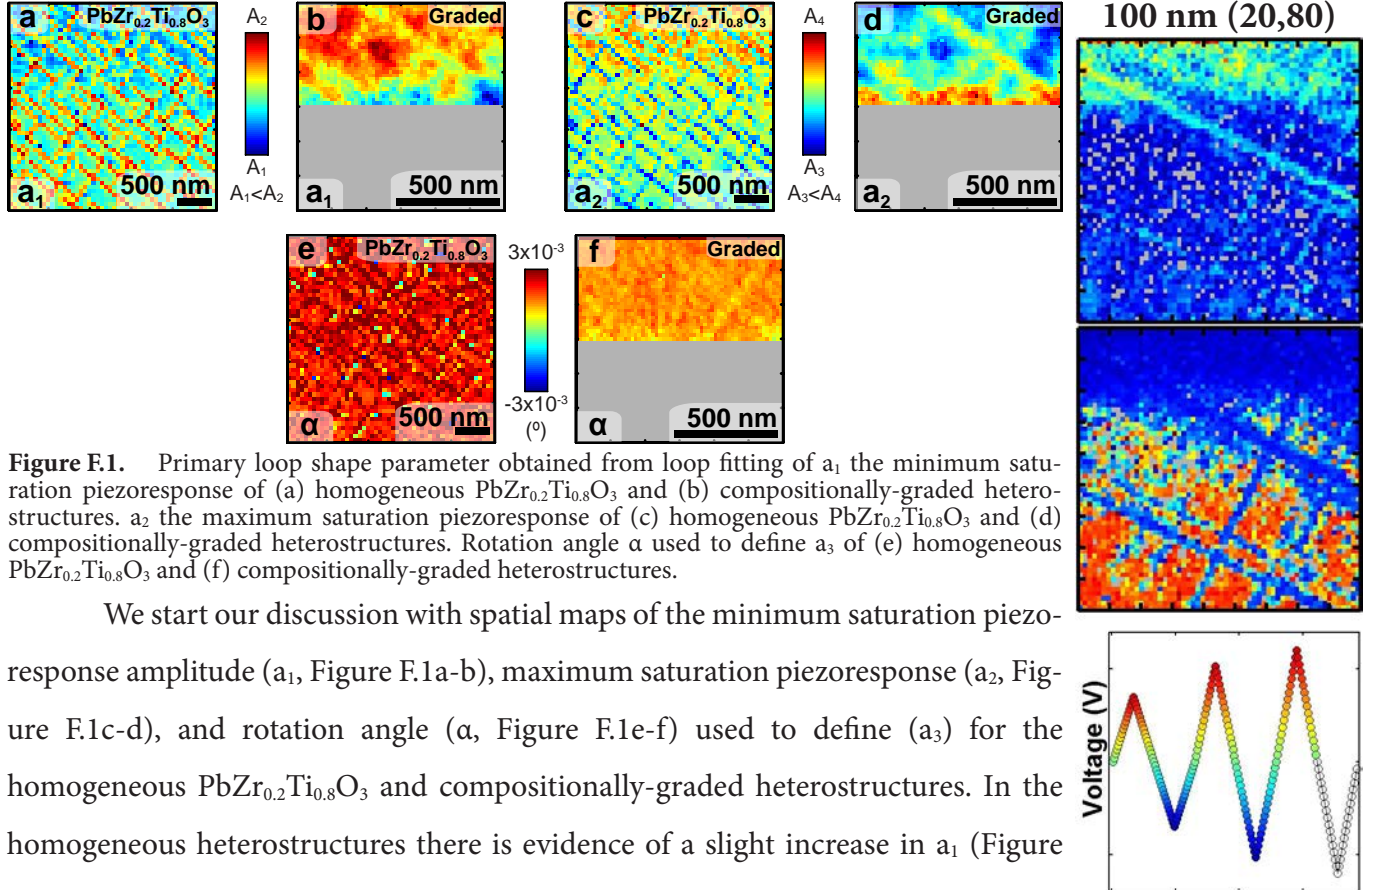 a PbZr0.2Ti0.8O3
A2
A1
A1<A2
a1 500 nm
b Graded
a1 500 nm
c PbZr0.2Ti0.8O3
A4
A3
A3<A4
a2 500 nm
d Graded
a2 500 nm
e PbZr0.2Ti0.8O3
3x10-3
-3x10-3
(º)
α 500 nm
f Graded
α 500 nm
Figure F.1. Primary loop shape parameter obtained from loop fitting of a1 the minimum satu-
ration piezoresponse of (a) homogeneous PbZr0.2Ti0.8O3 and (b) compositionally-graded hetero-
structures. a2 the maximum saturation piezoresponse of (c) homogeneous PbZr0.2Ti0.8O3 and (d)
compositionally-graded heterostructures. Rotation angle α used to define a3 of (e) homogeneous
PbZr0.2Ti0.8O3 and (f) compositionally-graded heterostructures.
We start our discussion with spatial maps of the minimum saturation piezo-
response amplitude (a1, Figure F.1a-b), maximum saturation piezoresponse (a2, Fig-
ure F.1c-d), and rotation angle (α, Figure F.1e-f) used to define (a3) for the
homogeneous PbZr0.2Ti0.8O3 and compositionally-graded heterostructures. In the
homogeneous heterostructures there is evidence of a slight increase in a1 (Figure
100 nm (20,80)
Voltage (V)